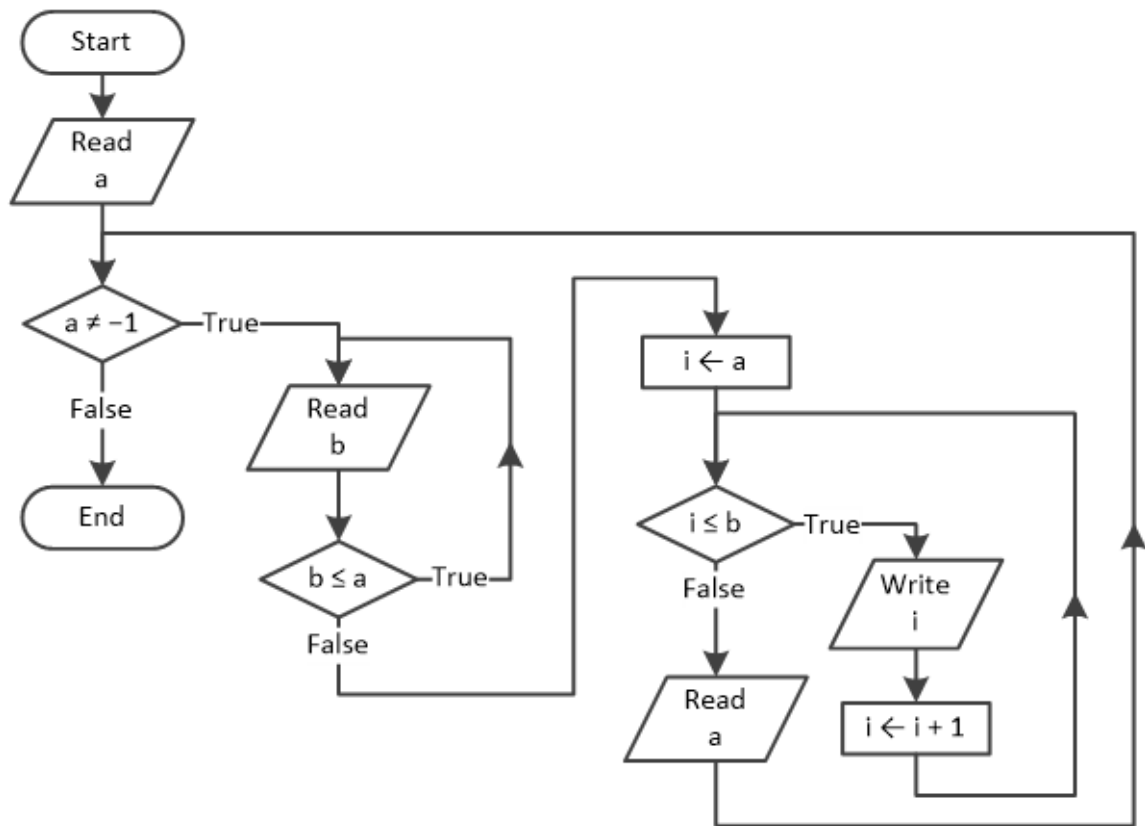 Start
Read
a
a ≠ −1
True
False
End
Read
b
b ≤ a
True
False
i ← a
i ≤ b
True
False
Write
i
i ← i + 1
Read
a